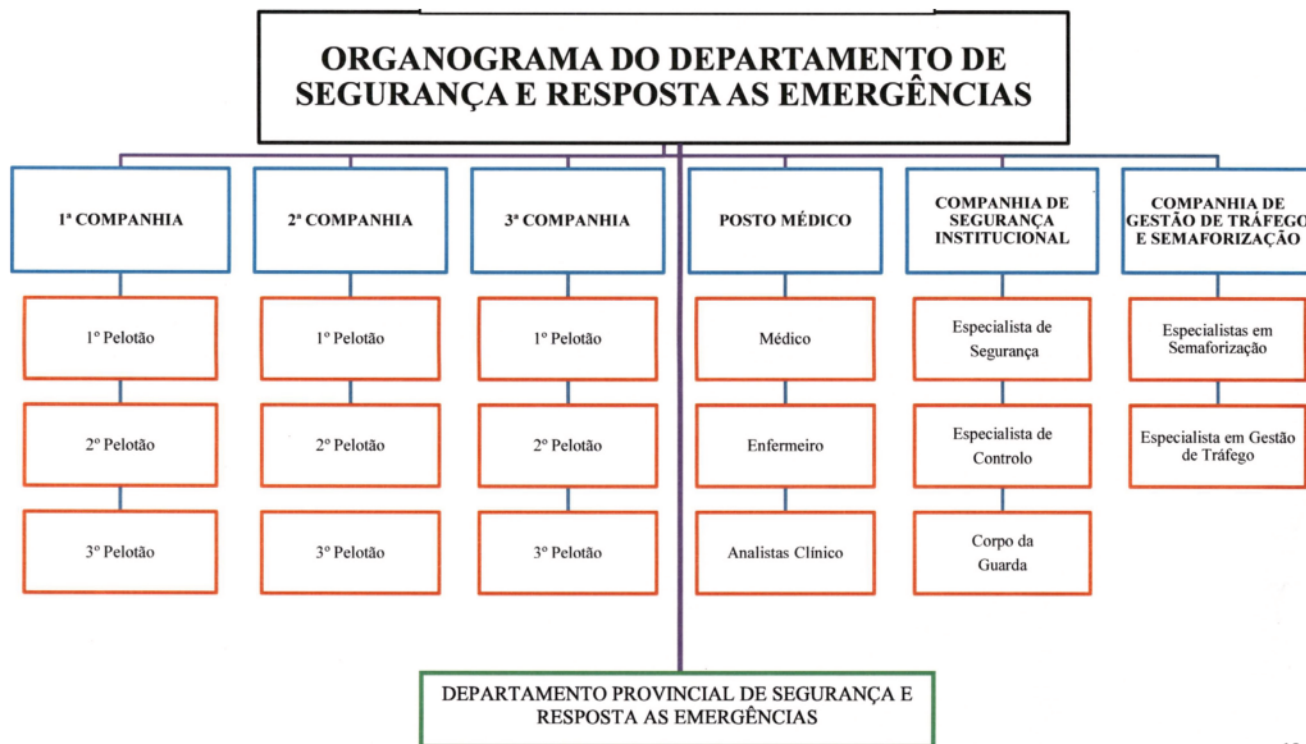 ORGANOGRAMA DO DEPARTAMENTO DE
SEGURANÇA E RESPOSTA AS EMERGÊNCIAS
1ª COMPANHIA
2ª COMPANHIA
3ª COMPANHIA
POSTO MÉDICO
COMPANHIA DE
SEGURANÇA
INSTITUCIONAL
COMPANHIA DE
GESTÃO DE TRÁFEGO
E SEMAFORIZAÇÃO
1º Pelotão
1º Pelotão
1º Pelotão
Médico
Especialista de
Segurança
Especialistas em
Semaforização
2º Pelotão
2º Pelotão
2º Pelotão
Enfermeiro
Especialista de
Controlo
Especialista em Gestão
de Tráfego
3º Pelotão
3º Pelotão
3º Pelotão
Analistas Clínico
Corpo da
Guarda
DEPARTAMENTO PROVINCIAL DE SEGURANÇA E
RESPOSTA AS EMERGÊNCIAS